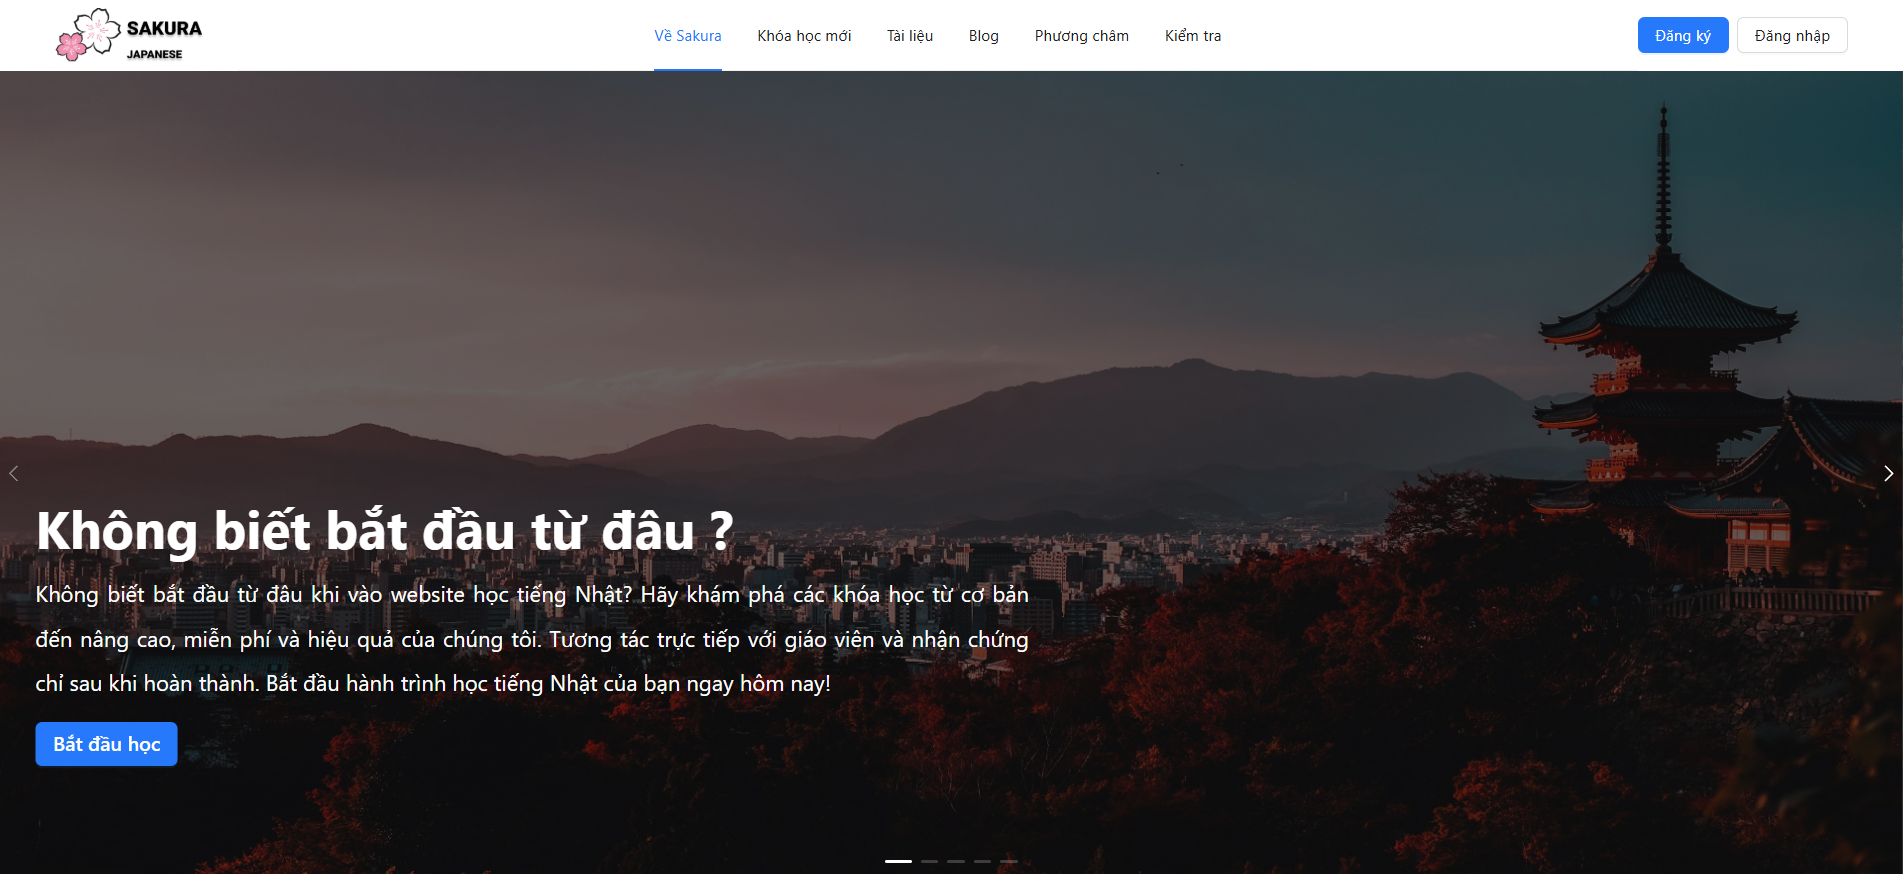 SAKURA
JAPANESE
Về Sakura
Khóa học mới
Tài liệu
Blog
Phương châm
Kiểm tra
Đăng ký
Đăng nhập
Không biết bắt đầu từ đâu ?
Không biết bắt đầu từ đâu khi vào website học tiếng Nhật? Hãy khám phá các khóa học từ cơ bản
đến nâng cao, miễn phí và hiệu quả của chúng tôi. Tương tác trực tiếp với giáo viên và nhận chứng
chỉ sau khi hoàn thành. Bắt đầu hành trình học tiếng Nhật của bạn ngay hôm nay!
Bắt đầu học